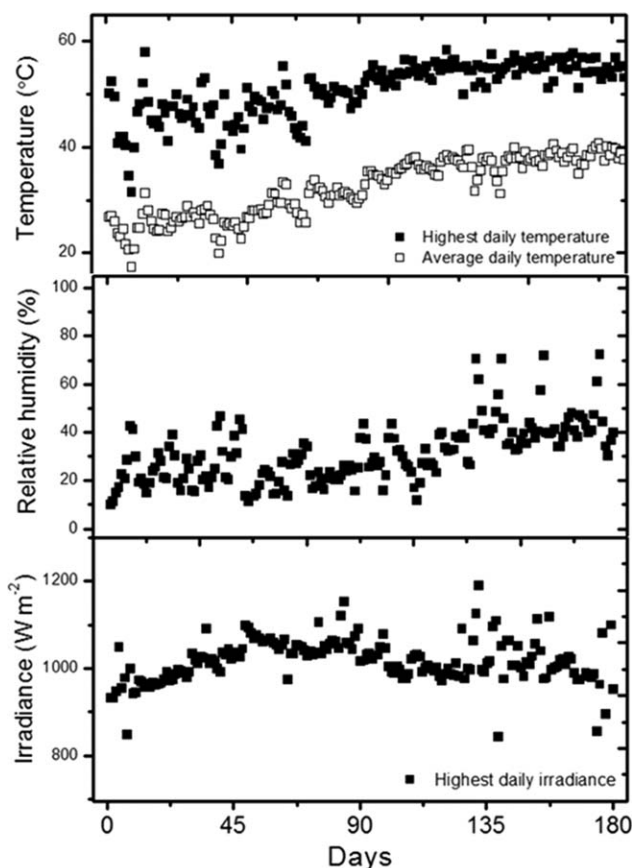 60
40
20
Temperature (°C)
Highest daily temperature
Average daily temperature
100
80
60
40
20
0
Relative humidity (%)
1200
1000
800
Irradiance (W m-2)
Highest daily irradiance
0 45 90 135 180
Days